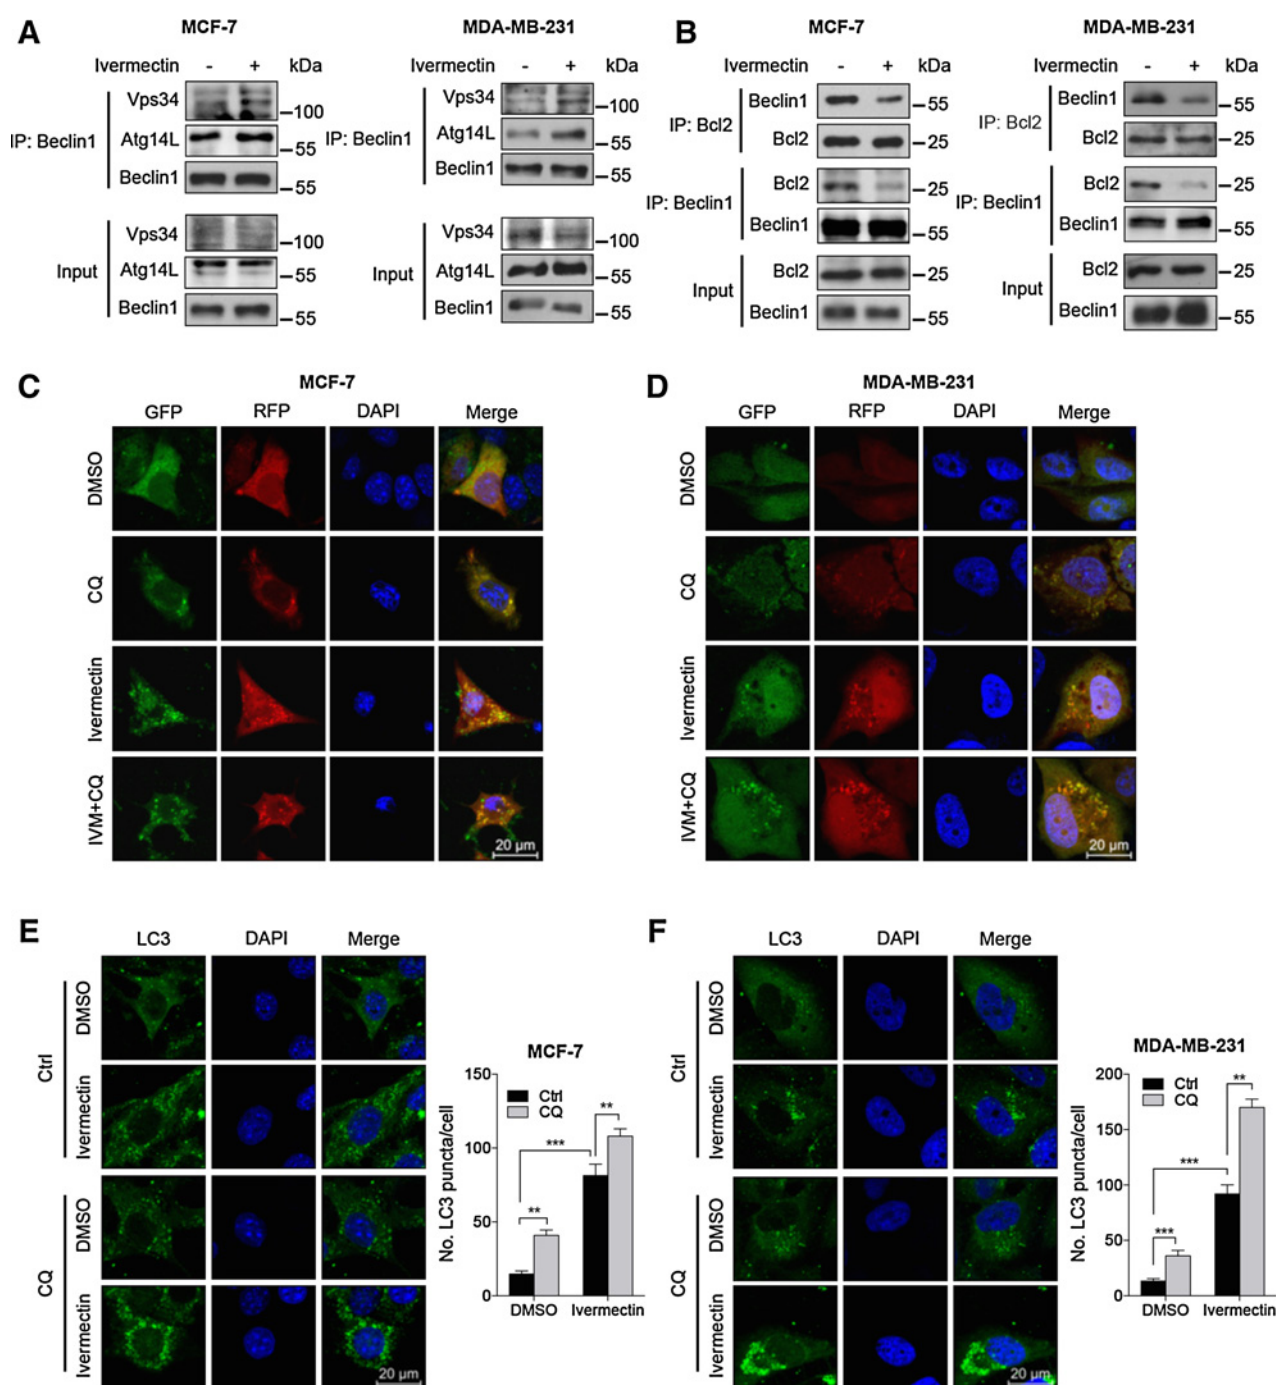 A
MCF-7
Ivermectin - + kDa
Vps34
100
IP: Beclin1
Atg14L
55
Beclin1
55
Vps34
100
Input
Atg14L
55
Beclin1
55
MDA-MB-231
Ivermectin - + kDa
Vps34
100
IP: Beclin1
Atg14L
55
Beclin1
55
Vps34
100
Input
Atg14L
55
Beclin1
55
B
MCF-7
Ivermectin - + kDa
Beclin1
55
IP: Bcl2
Bcl2
25
Bcl2
25
IP: Beclin1
Beclin1
55
Bcl2
25
Input
Beclin1
55
MDA-MB-231
Ivermectin - + kDa
Beclin1
55
IP: Bcl2
Bcl2
25
Bcl2
25
IP: Beclin1
Beclin1
55
Bcl2
25
Input
Beclin1
55
C
MCF-7
GFP RFP DAPI Merge
DMSO
CQ
Ivermectin
IVM+CQ
20 µm
D
MDA-MB-231
GFP RFP DAPI Merge
DMSO
CQ
Ivermectin
IVM+CQ
20 µm
E
LC3 DAPI Merge
Ctrl
DMSO
Ivermectin
CQ
DMSO
Ivermectin
20 µm
MCF-7
No. LC3 puncta/cell
150
100
50
0
Ctrl
CQ
**
***
**
DMSO Ivermectin
F
LC3 DAPI Merge
Ctrl
DMSO
Ivermectin
CQ
DMSO
Ivermectin
20 µm
MDA-MB-231
No. LC3 puncta/cell
200
150
100
50
0
Ctrl
CQ
**
***
***
DMSO Ivermectin